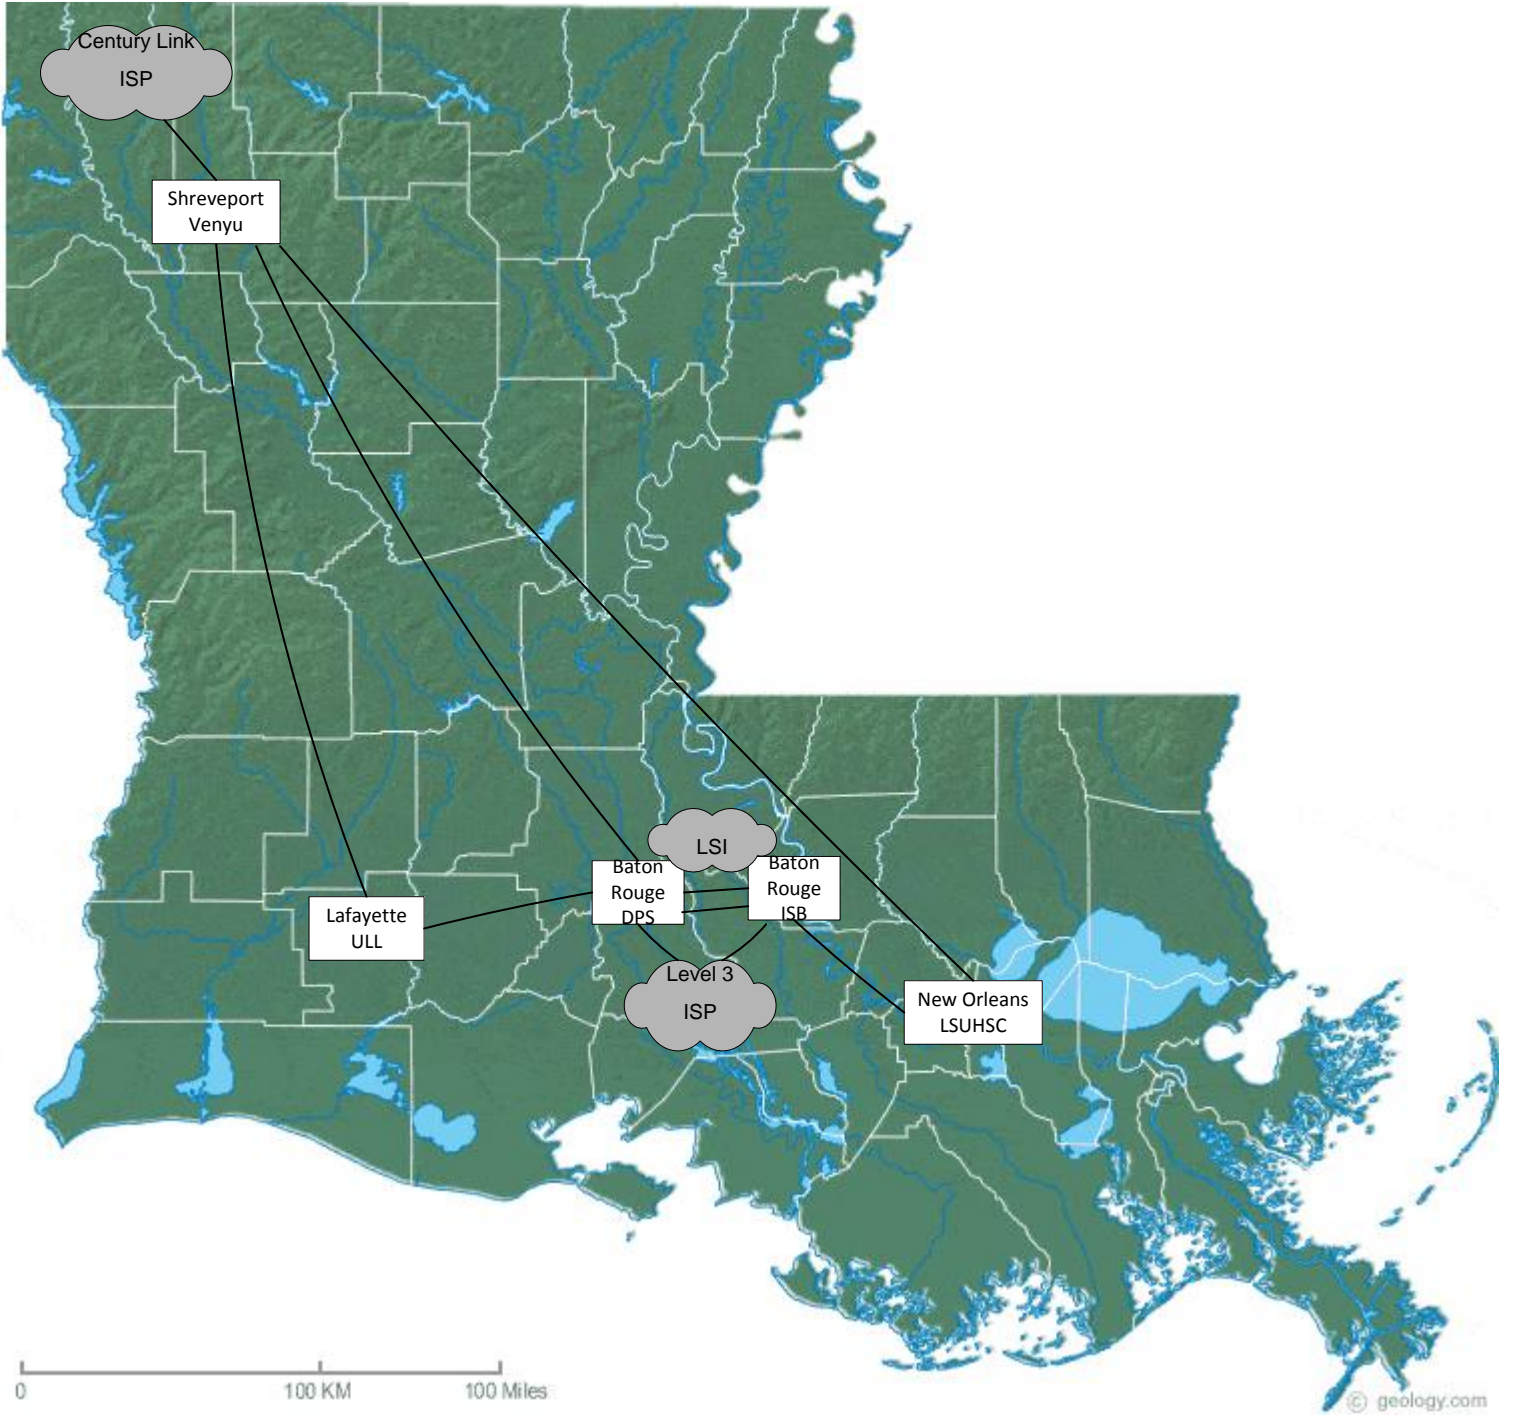 Century Link
ISP
Shreveport
Venyu
LSI
Baton
Rouge
DPS
Baton
Rouge
ISB
Lafayette
ULL
Level 3
ISP
New Orleans
LSUHSC
0
100 KM
100 Miles
© geology.com